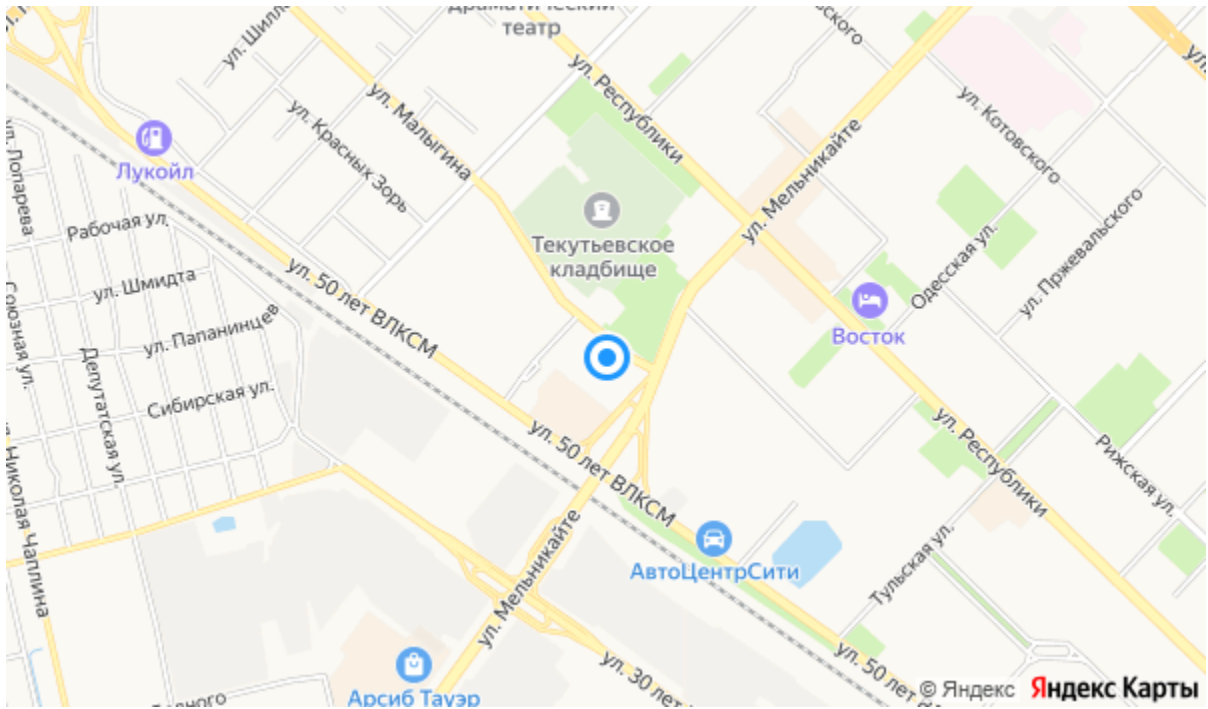 драматический
театр
ул. Шилл
ул. Республики
ул. Малыгина
ул. Красных Зорь
ул. Мельникайте
ул. Котовского
ул.
Лукойл
ул. Лопарева
Рабочая ул.
Текутьевское
кладбище
ул. Пржевальского
Одесская ул.
ул. Шмидта
ул. 50 лет ВЛКСМ
Союзная ул.
ул. Папанинцев
Восток
Депутатская ул.
Сибирская ул.
ул. 50 лет ВЛКСМ
ул. Республики
Рижская ул.
Николая Чаплина
ул. Мельникайте
АвтоЦентрСити
Тульская ул.
Арсиб Тауэр
ул. 30 лет
ул. 50 лет
© Яндекс Яндекс Карты